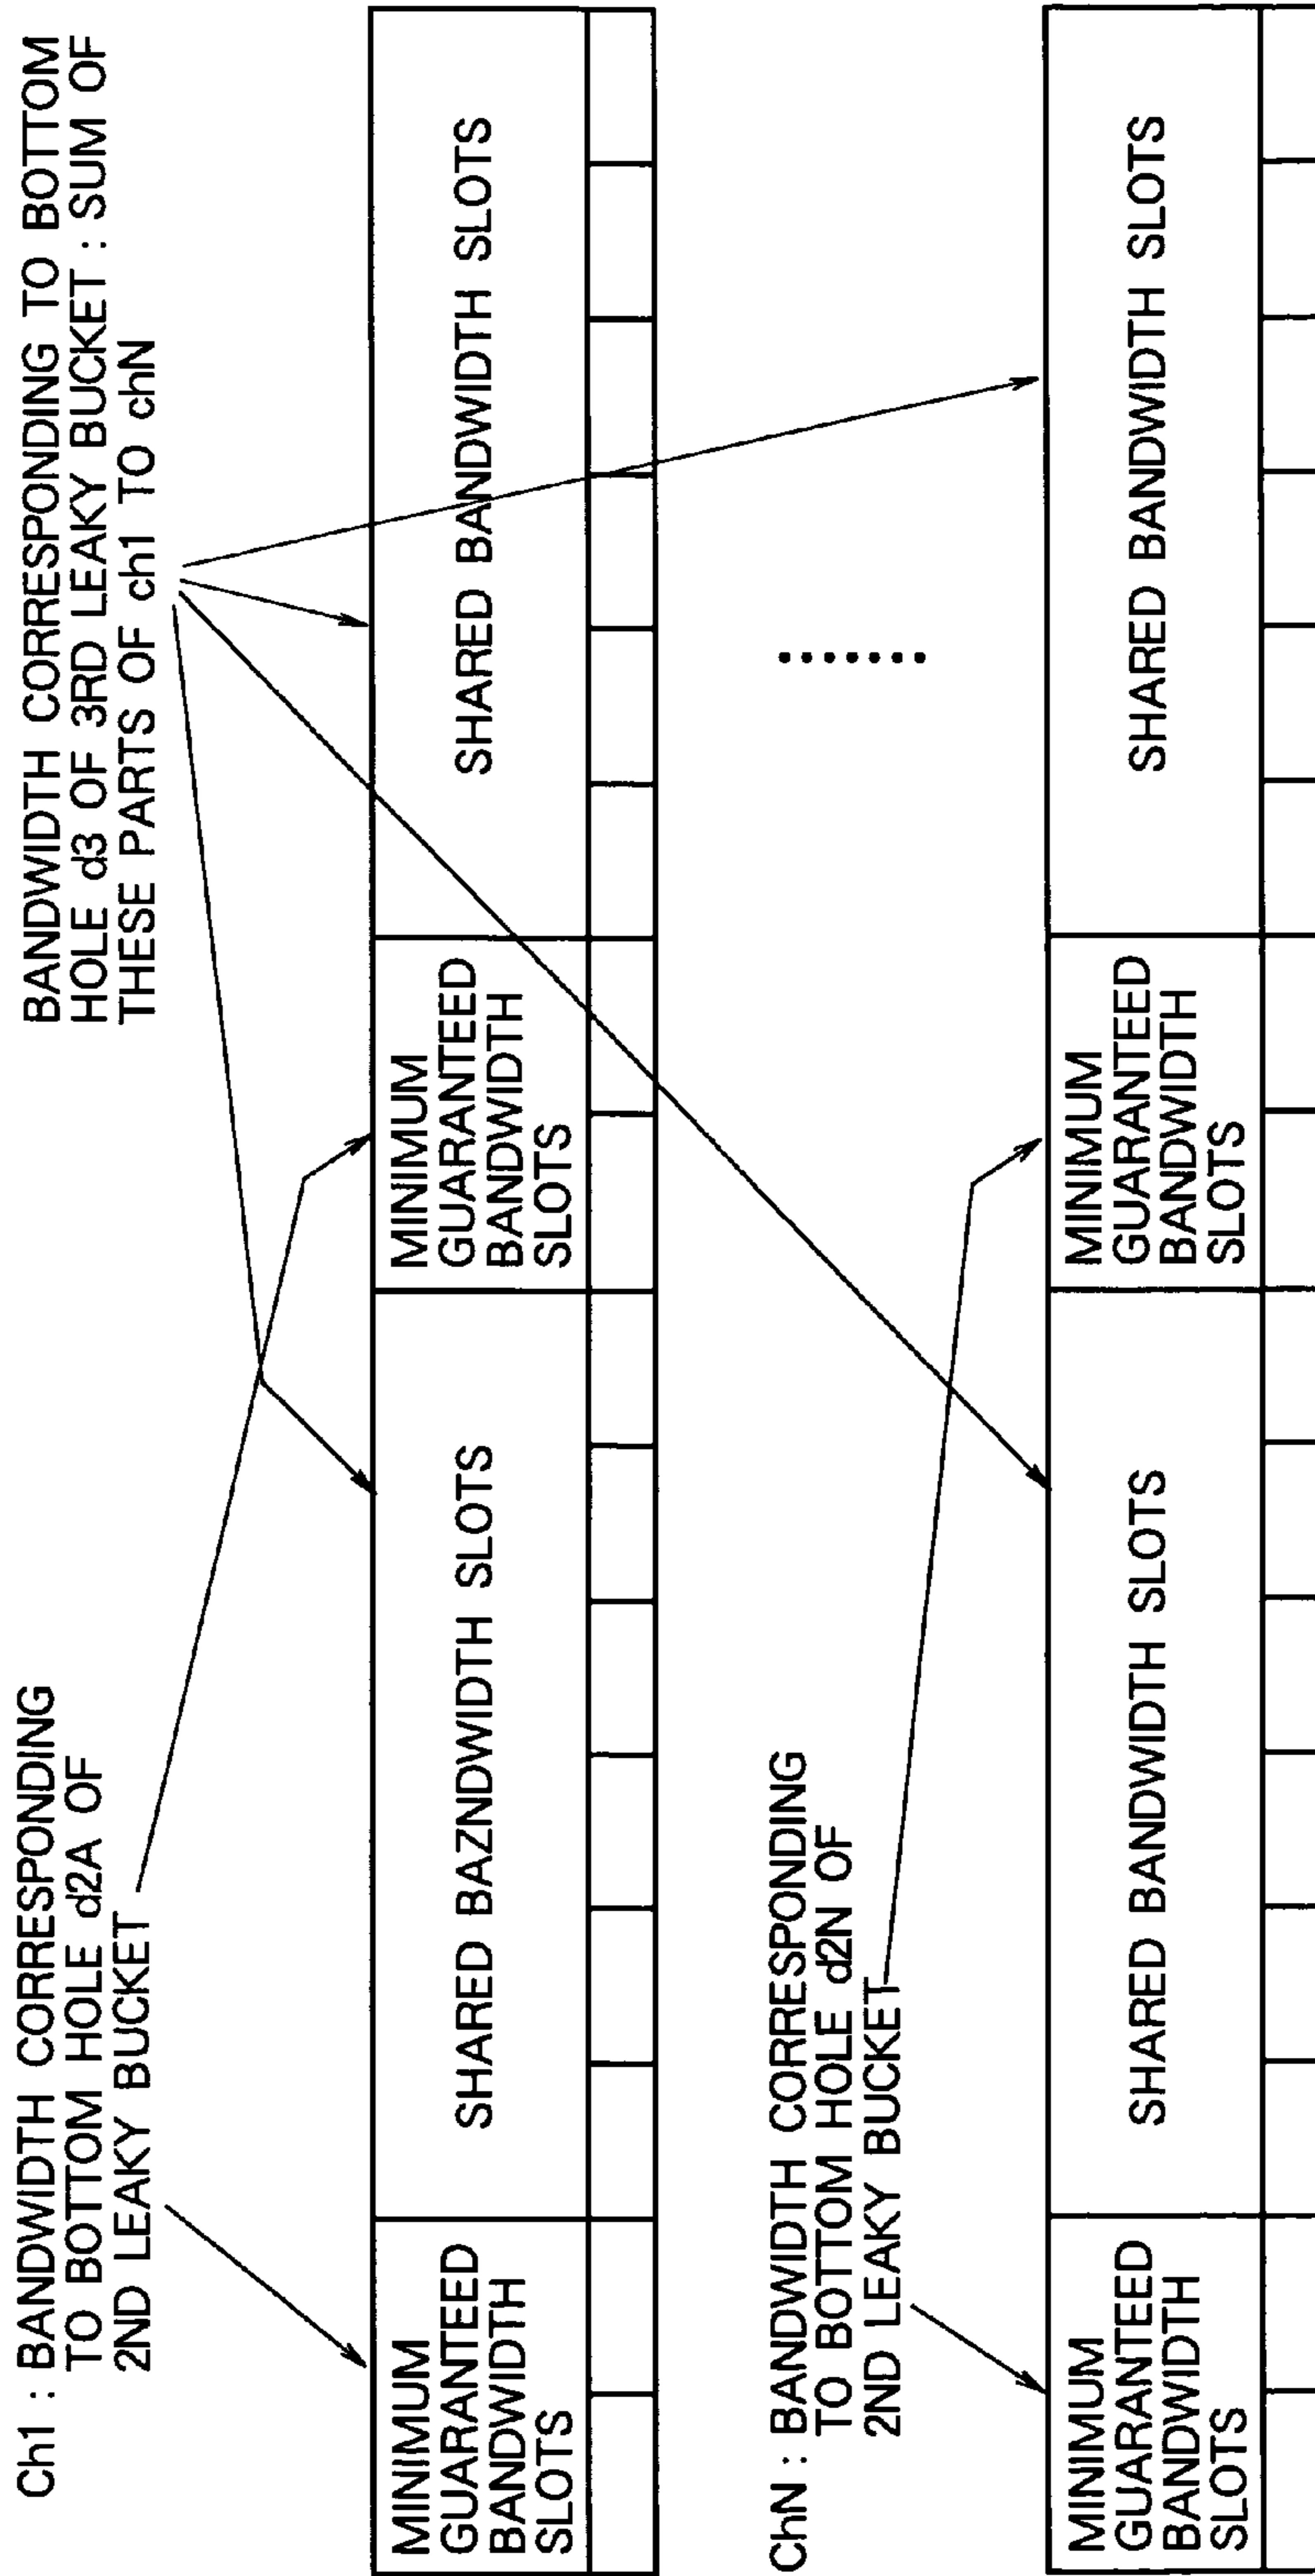 Ch1 : BANDWIDTH CORRESPONDING
TO BOTTOM HOLE d2A OF
2ND LEAKY BUCKET
BANDWIDTH CORRESPONDING TO BOTTOM
HOLE d3 OF 3RD LEAKY BUCKET : SUM OF
THESE PARTS OF ch1 TO chN
MINIMUM
GUARANTEED
BANDWIDTH
SLOTS
SHARED BAZNDWIDTH SLOTS
MINIMUM
GUARANTEED
BANDWIDTH
SLOTS
SHARED BANDWIDTH SLOTS
ChN : BANDWIDTH CORRESPONDING
TO BOTTOM HOLE d2N OF
2ND LEAKY BUCKET
MINIMUM
GUARANTEED
BANDWIDTH
SLOTS
SHARED BANDWIDTH SLOTS
MINIMUM
GUARANTEED
BANDWIDTH
SLOTS
SHARED BANDWIDTH SLOTS